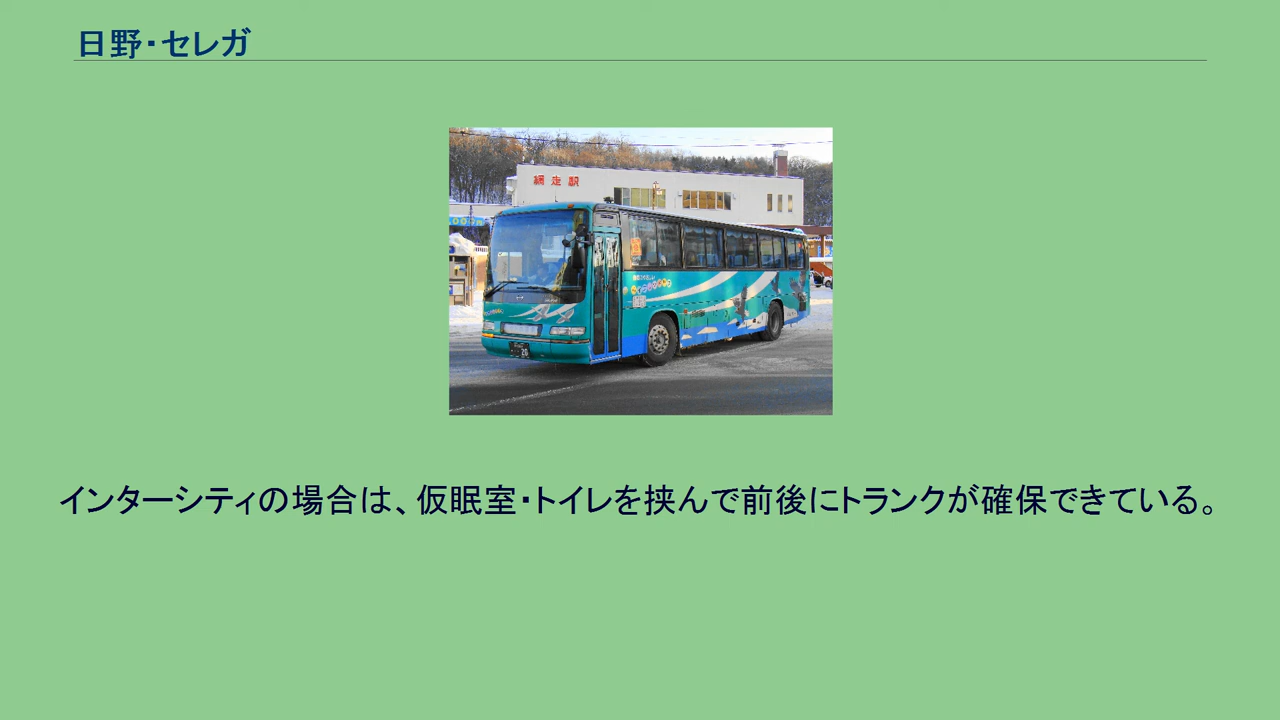 日野・セレガ
網走駅
20
インターシティの場合は、仮眠室・トイレを挟んで前後にトランクが確保できている。